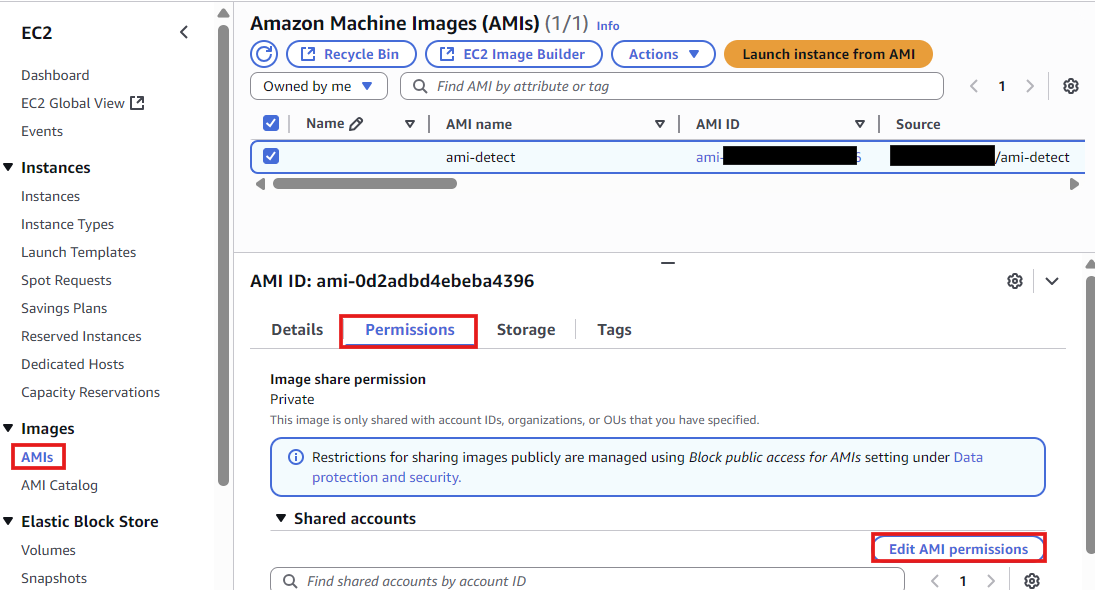 EC2
Dashboard
EC2 Global View
Events
Instances
Instances
Instance Types
Launch Templates
Spot Requests
Savings Plans
Reserved Instances
Dedicated Hosts
Capacity Reservations
Images
AMIs
AMI Catalog
Elastic Block Store
Volumes
Snapshots
Amazon Machine Images (AMIs) (1/1) Info
Recycle Bin EC2 Image Builder Actions Launch instance from AMI
Owned by me Find AMI by attribute or tag 1
Name AMI name AMI ID Source
ami-detect ami- /ami-detect
AMI ID: ami-0d2adbd4ebeba4396
Details Permissions Storage Tags
Image share permission
Private
This image is only shared with account IDs, organizations, or OUs that you have specified.
Restrictions for sharing images publicly are managed using Block public access for AMIs setting under Data
protection and security.
Shared accounts
Edit AMI permissions
Find shared accounts by account ID 1